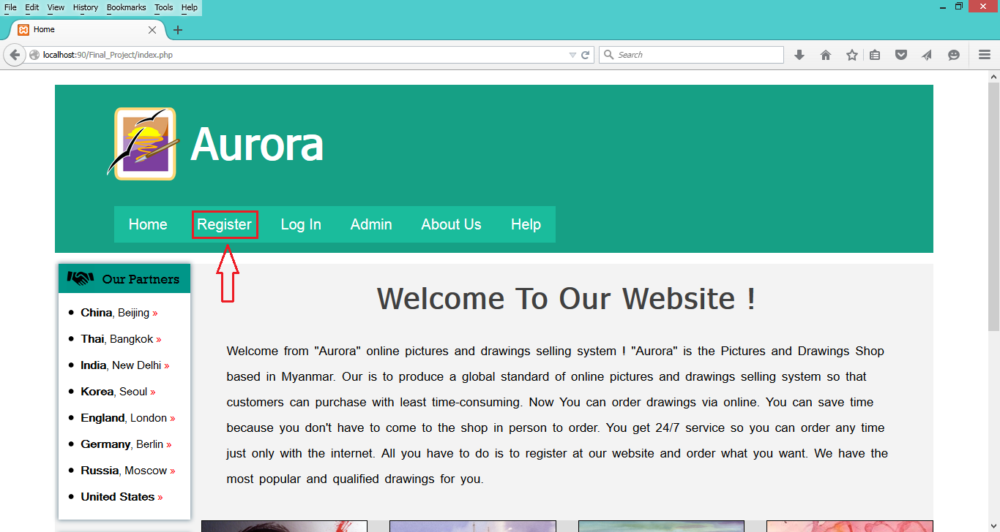 File Edit View History Bookmarks Tools Help
Home
localhost:90/Final_Project/index.php
Search
Aurora
Home Register Log In Admin About Us Help
Our Partners
China, Beijing »
Thai, Bangkok »
India, New Delhi »
Korea, Seoul »
England, London »
Germany, Berlin »
Russia, Moscow »
United States »
Welcome To Our Website !
Welcome from "Aurora" online pictures and drawings selling system ! "Aurora" is the Pictures and Drawings Shop
based in Myanmar. Our is to produce a global standard of online pictures and drawings selling system so that
customers can purchase with least time-consuming. Now You can order drawings via online. You can save time
because you don't have to come to the shop in person to order. You get 24/7 service so you can order any time
just only with the internet. All you have to do is to register at our website and order what you want. We have the
most popular and qualified drawings for you.